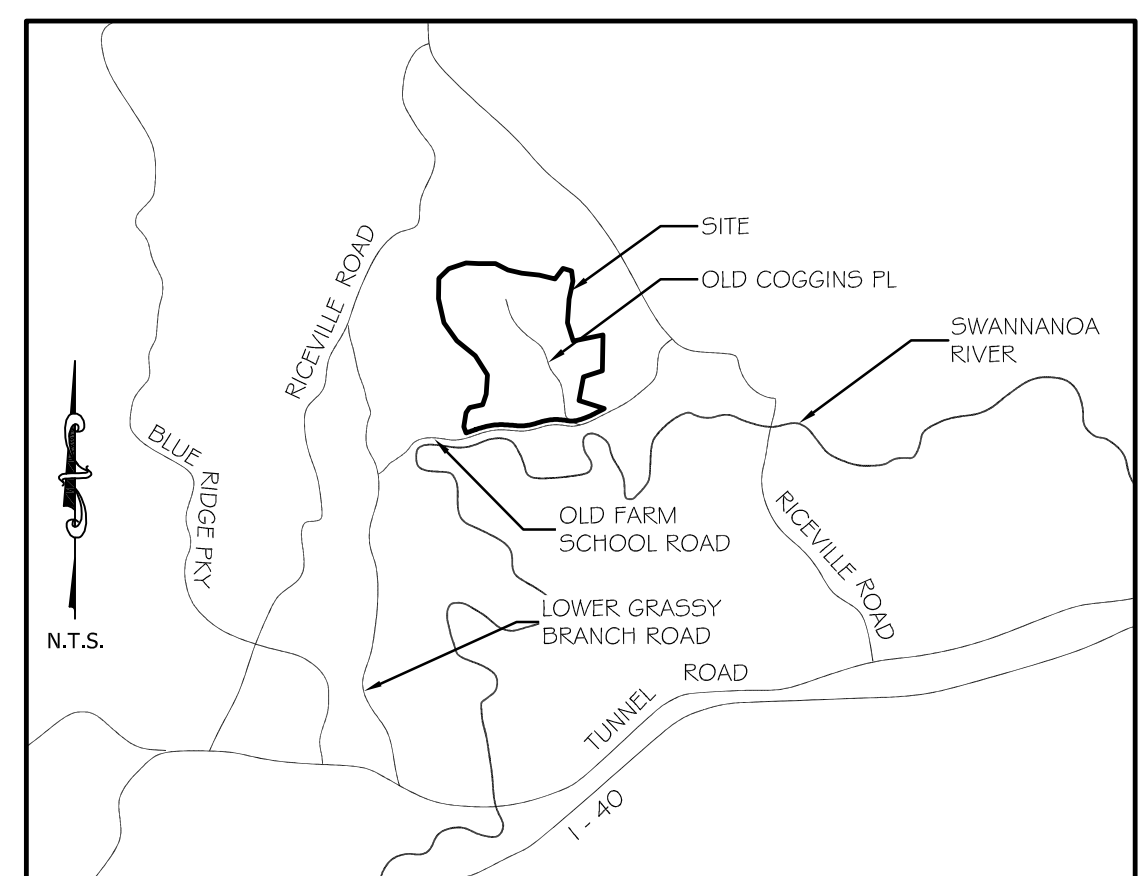 SITE
OLD COGGINS PL
RICEVILLE ROAD
SWANNANOA
RIVER
BLUE RIDGE PKY
OLD FARM
SCHOOL ROAD
RICEVILLE ROAD
LOWER GRASSY
BRANCH ROAD
N.T.S.
TUNNEL ROAD
I - 40